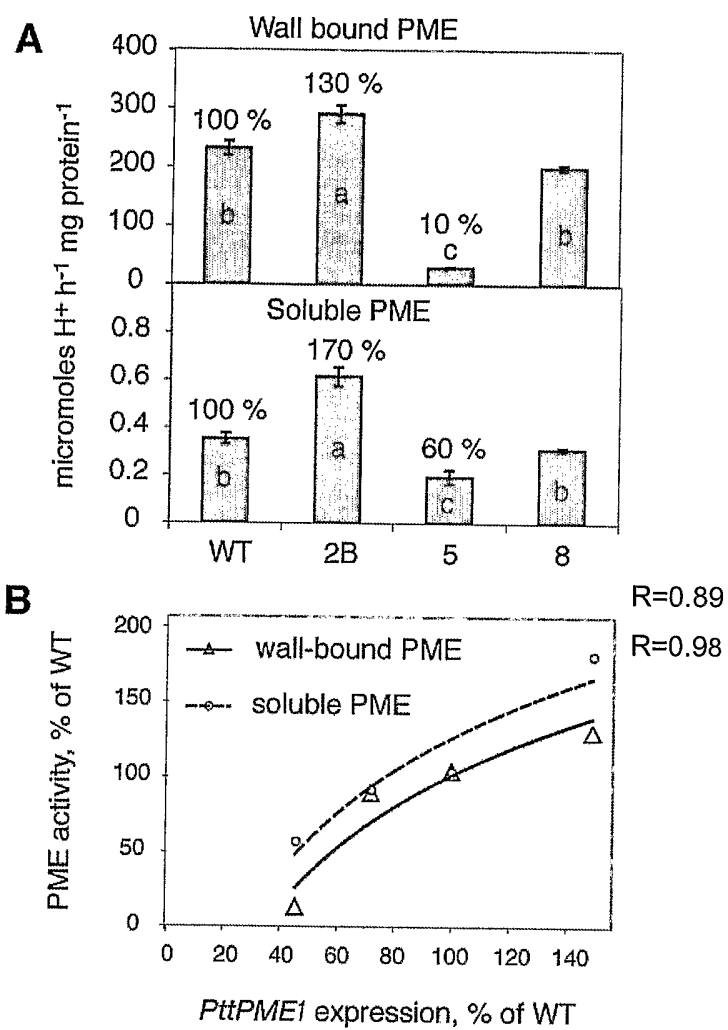 A
Wall bound PME
400
300
200
100
0
100 %
130 %
10 %
b
a
c
b
micromoles H+ h-1 mg protein-1
Soluble PME
0.8
0.6
0.4
0.2
0
100 %
170 %
60 %
b
a
c
b
WT 2B 5 8
B
R=0.89
R=0.98
200
150
100
50
0
PME activity, % of WT
wall-bound PME
soluble PME
0 20 40 60 80 100 120 140
PttPME1 expression, % of WT